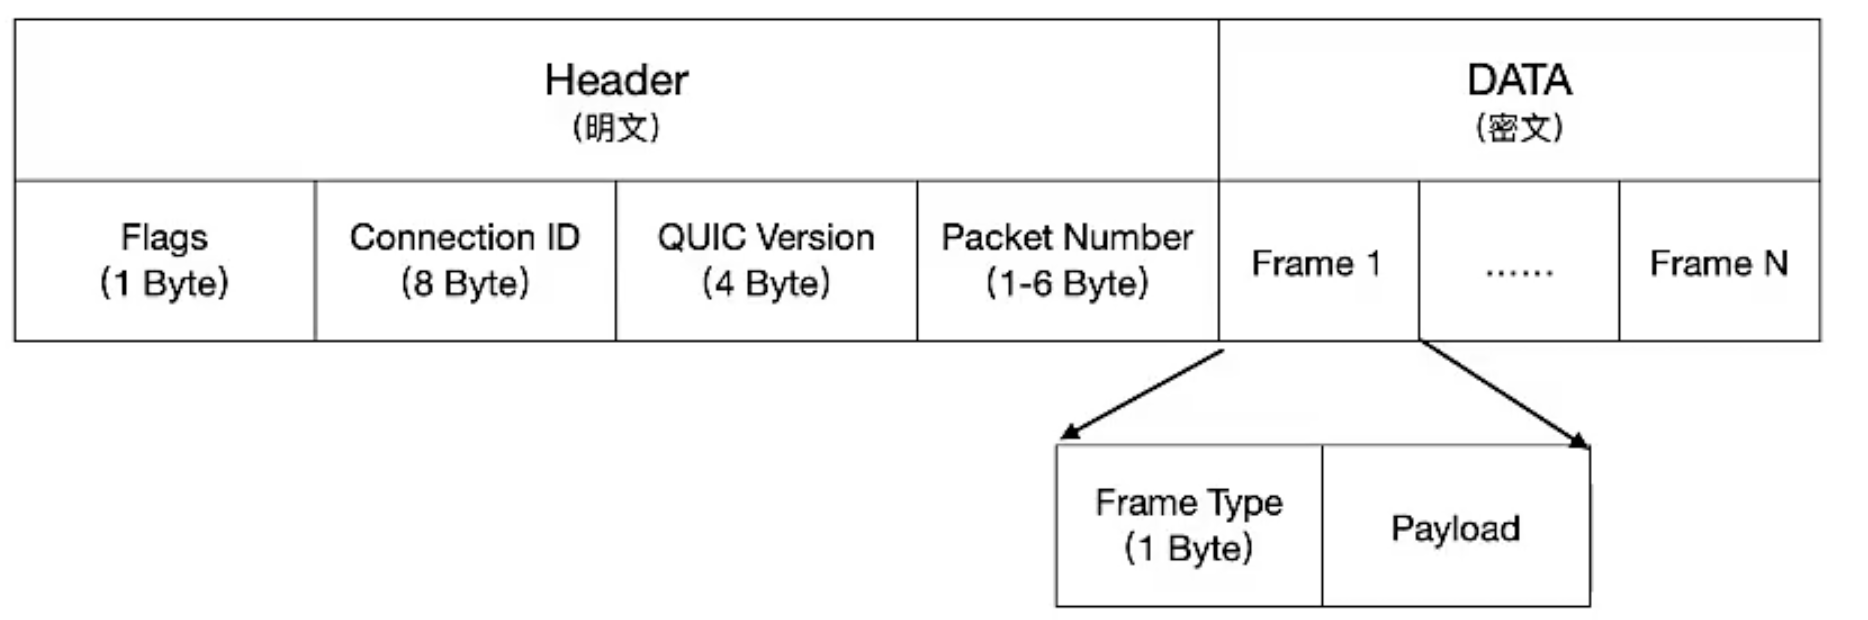 Header
(明文)
DATA
(密文)
Flags
(1 Byte)
Connection ID
(8 Byte)
QUIC Version
(4 Byte)
Packet Number
(1-6 Byte)
Frame 1
......
Frame N
Frame Type
(1 Byte)
Payload